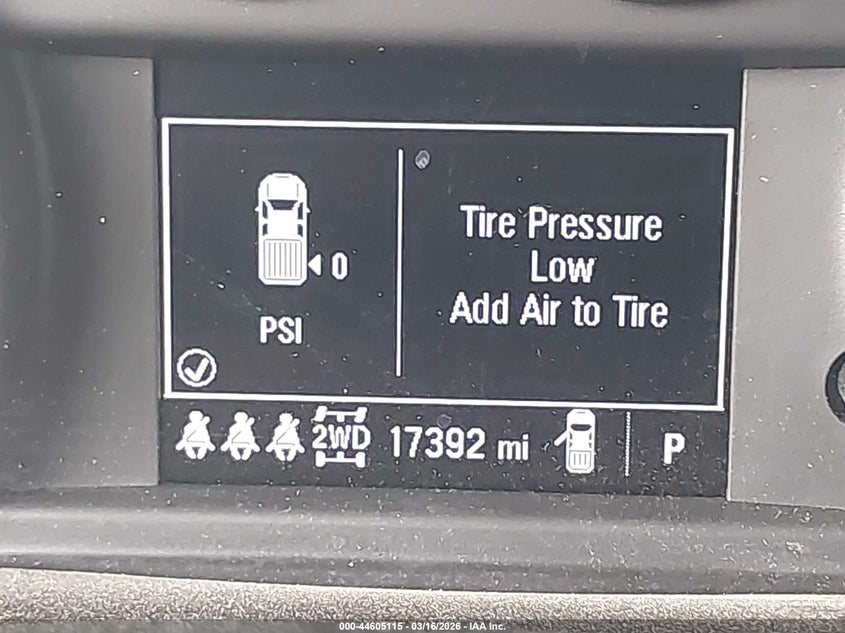 Tire Pressure
Low
Add Air to Tire
0
PSI
2WD 17392 mi P
000-44605115 - 03/16/2026 - IAA Inc.